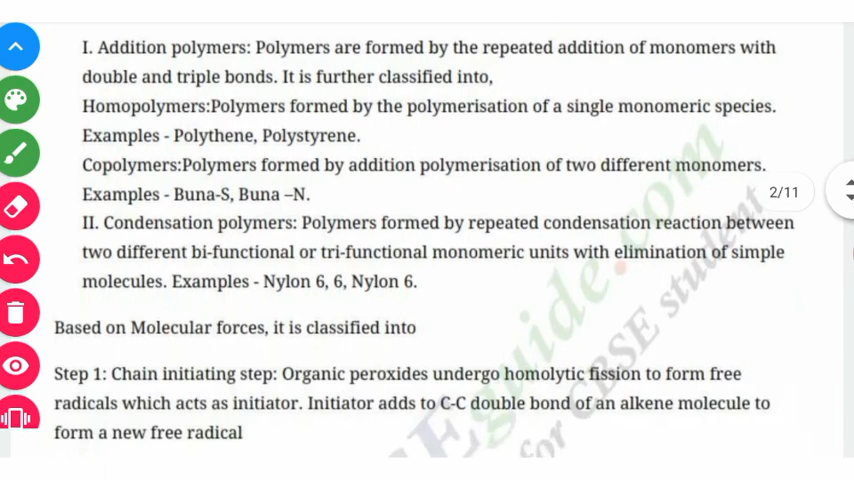 I. Addition polymers: Polymers are formed by the repeated addition of monomers with
double and triple bonds. It is further classified into,
Homopolymers:Polymers formed by the polymerisation of a single monomeric species.
Examples - Polythene, Polystyrene.
Copolymers:Polymers formed by addition polymerisation of two different monomers.
Examples - Buna-S, Buna –N.
2/11
II. Condensation polymers: Polymers formed by repeated condensation reaction between
two different bi-functional or tri-functional monomeric units with elimination of simple
molecules. Examples - Nylon 6, 6, Nylon 6.
Based on Molecular forces, it is classified into
Step 1: Chain initiating step: Organic peroxides undergo homolytic fission to form free
radicals which acts as initiator. Initiator adds to C-C double bond of an alkene molecule to
form a new free radical
SEguide.com
for CBSE student